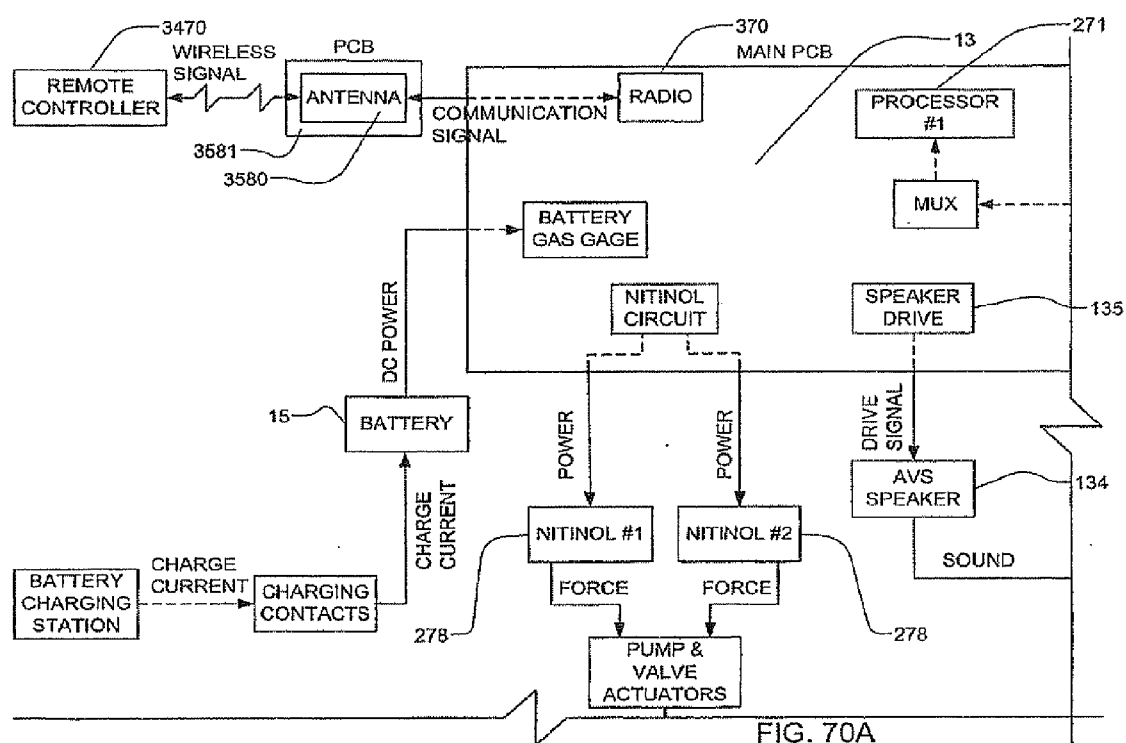 3470
WIRELESS
SIGNAL
PCB
370
MAIN PCB
13
271
REMOTE
CONTROLLER
ANTENNA
RADIO
COMMUNICATION
SIGNAL
PROCESSOR
#1
3581
3580
MUX
BATTERY
GAS GAGE
NITINOL
CIRCUIT
SPEAKER
DRIVE
135
DC POWER
15
BATTERY
POWER
POWER
DRIVE
SIGNAL
AVS
SPEAKER
134
CHARGE
CURRENT
NITINOL #1
NITINOL #2
SOUND
BATTERY
CHARGING
STATION
CHARGE
CURRENT
CHARGING
CONTACTS
FORCE
FORCE
278
278
PUMP &
VALVE
ACTUATORS
FIG. 70A